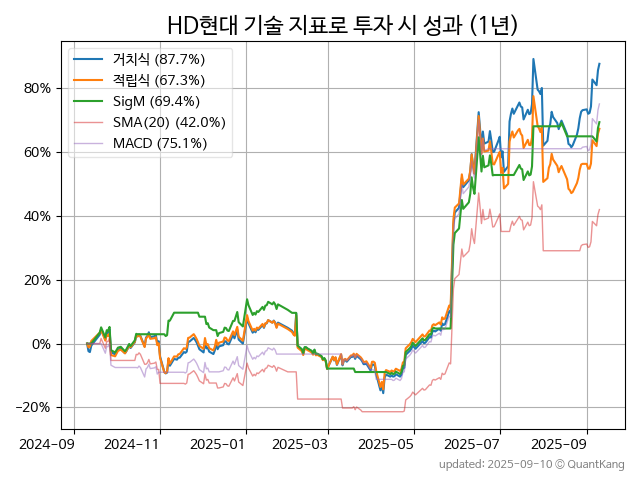 HD현대 기술 지표로 투자 시 성과 (1년)
거치식 (87.7%)
적립식 (67.3%)
SigM (69.4%)
SMA(20) (42.0%)
MACD (75.1%)
80%
60%
40%
20%
0%
−20%
2024-09 2024-11 2025-01 2025-03 2025-05 2025-07 2025-09
updated: 2025-09-10 © QuantKang